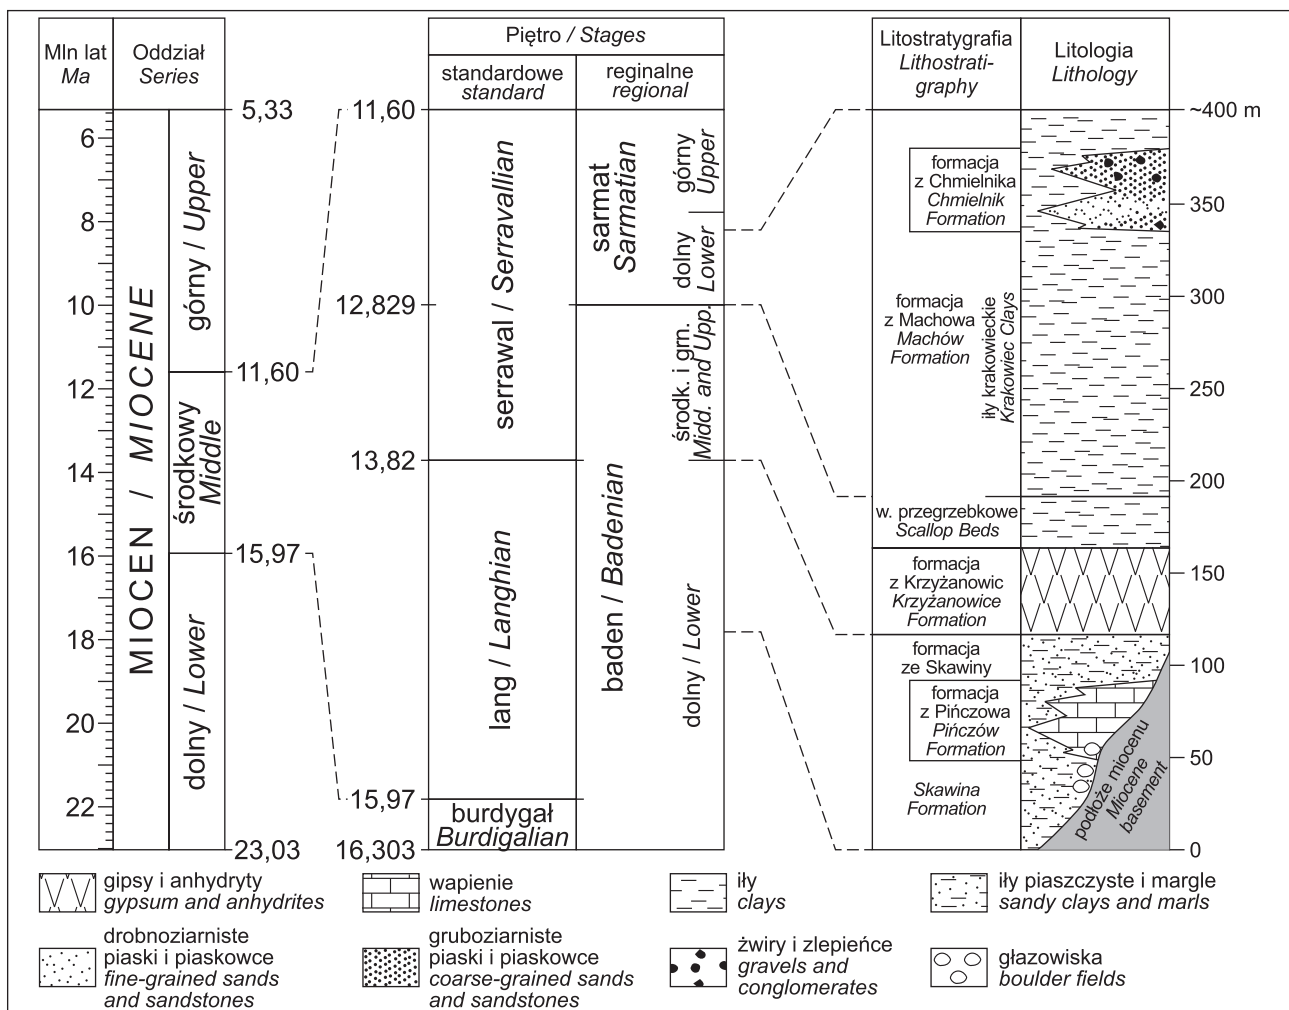 Mln lat
Ma
Oddział
Series
Piętro / Stages
standardowe
standard
reginalne
regional
Litostratygrafia
Lithostrati-
graphy
Litologia
Lithology
6
8
10
12
14
16
18
20
22
MIOCEN / MIOCENE
górny / Upper
środkowy
Middle
dolny / Lower
5,33
11,60
15,97
23,03
11,60
12,829
13,82
15,97
16,303
serrawal / Serravallian
lang / Langhian
burdygał
Burdigalian
sarmat
Sarmatian
górny
Upper
dolny
Lower
baden / Badenian
środk. i grn.
Midd. and Upp.
dolny / Lower
formacja
z Chmielnika
Chmielnik
Formation
formacja
z Machowa
Machów
Formation
iły krakowieckie
Krakowiec Clays
w. przegrzebkowe
Scallop Beds
formacja
z Krzyżanowic
Krzyżanowice
Formation
formacja
ze Skawiny
formacja
z Pińczowa
Pińczów
Formation
Skawina
Formation
podłoże miocenu
Miocene
basement
~400 m
350
300
250
200
150
100
50
0
gipsy i anhydryty
gypsum and anhydrites
wapienie
limestones
iły
clays
iły piaszczyste i margle
sandy clays and marls
drobnoziarniste
piaski i piaskowce
fine-grained sands
and sandstones
gruboziarniste
piaski i piaskowce
coarse-grained sands
and sandstones
żwiry i zlepieńce
gravels and
conglomerates
głazowiska
boulder fields